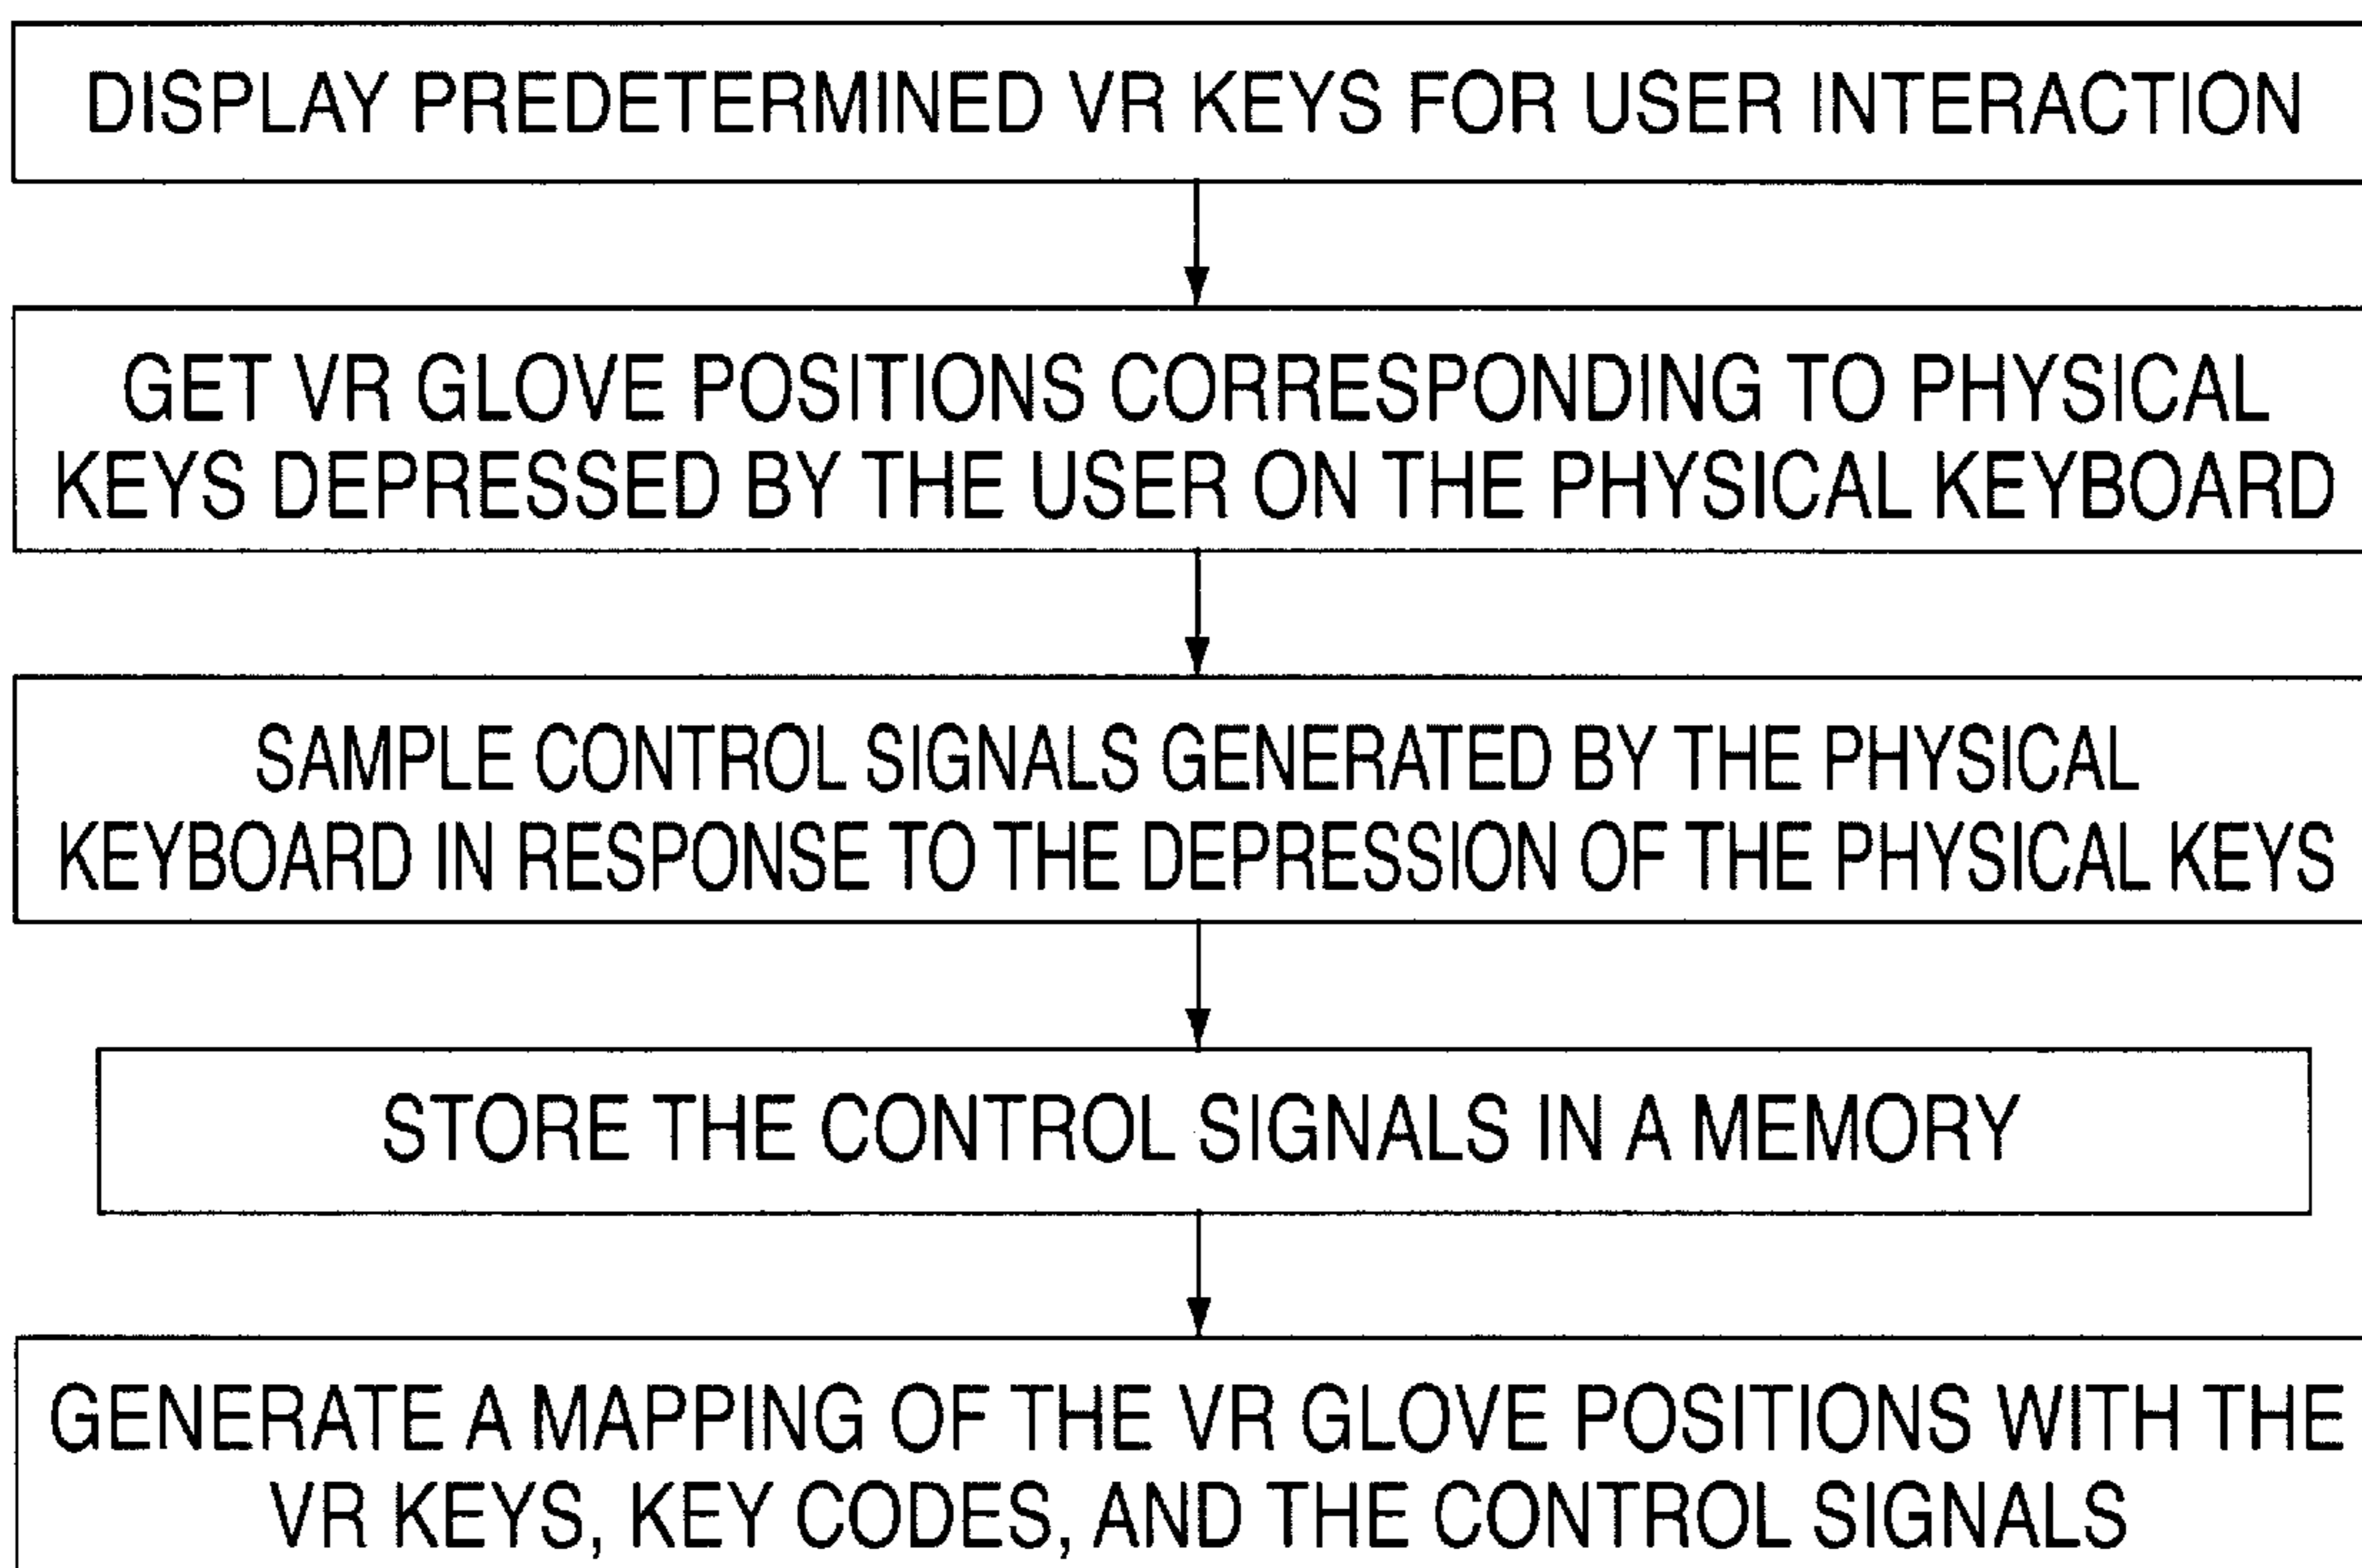 DISPLAY PREDETERMINED VR KEYS FOR USER INTERACTION
GET VR GLOVE POSITIONS CORRESPONDING TO PHYSICAL
KEYS DEPRESSED BY THE USER ON THE PHYSICAL KEYBOARD
SAMPLE CONTROL SIGNALS GENERATED BY THE PHYSICAL
KEYBOARD IN RESPONSE TO THE DEPRESSION OF THE PHYSICAL KEYS
STORE THE CONTROL SIGNALS IN A MEMORY
GENERATE A MAPPING OF THE VR GLOVE POSITIONS WITH THE
VR KEYS, KEY CODES, AND THE CONTROL SIGNALS